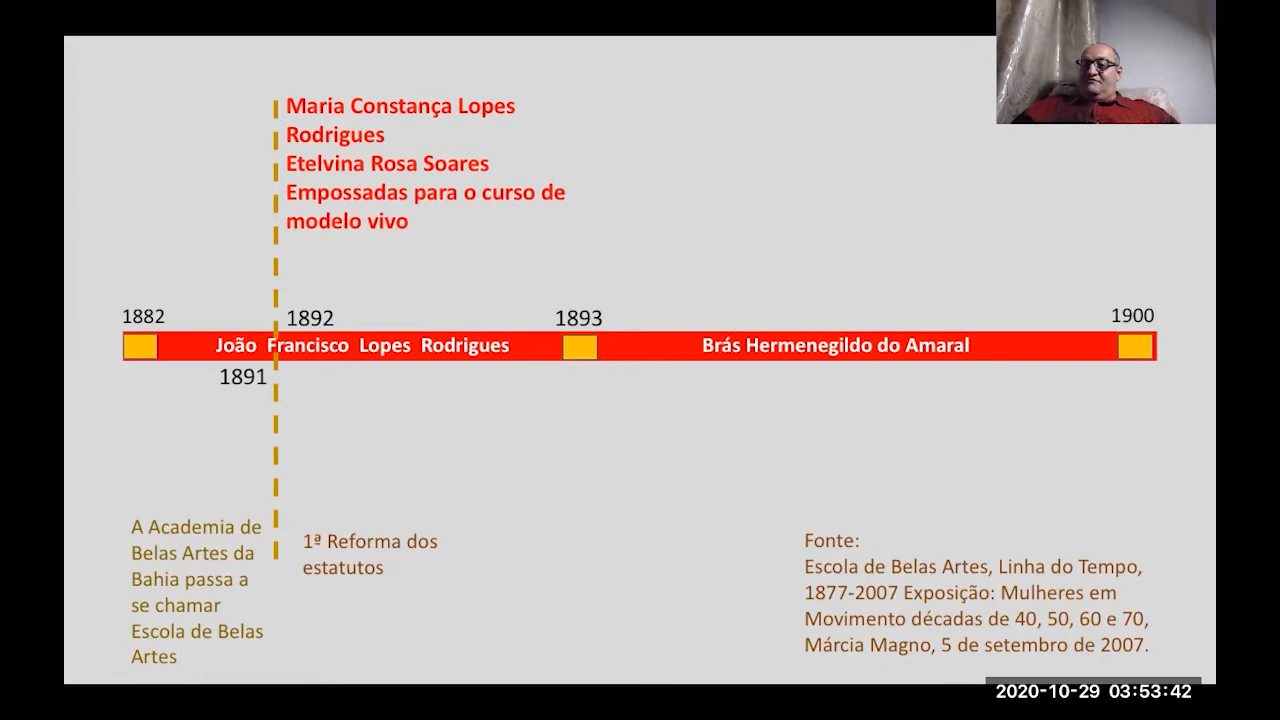 Maria Constança Lopes
Rodrigues
Etelvina Rosa Soares
Empossadas para o curso de
modelo vivo
1882
1892
1893
1900
João Francisco Lopes Rodrigues
Brás Hermenegildo do Amaral
1891
A Academia de
Belas Artes da
Bahia passa a
se chamar
Escola de Belas
Artes
1ª Reforma dos
estatutos
Fonte:
Escola de Belas Artes, Linha do Tempo,
1877-2007 Exposição: Mulheres em
Movimento décadas de 40, 50, 60 e 70,
Márcia Magno, 5 de setembro de 2007.
2020-10-29 03:53:42